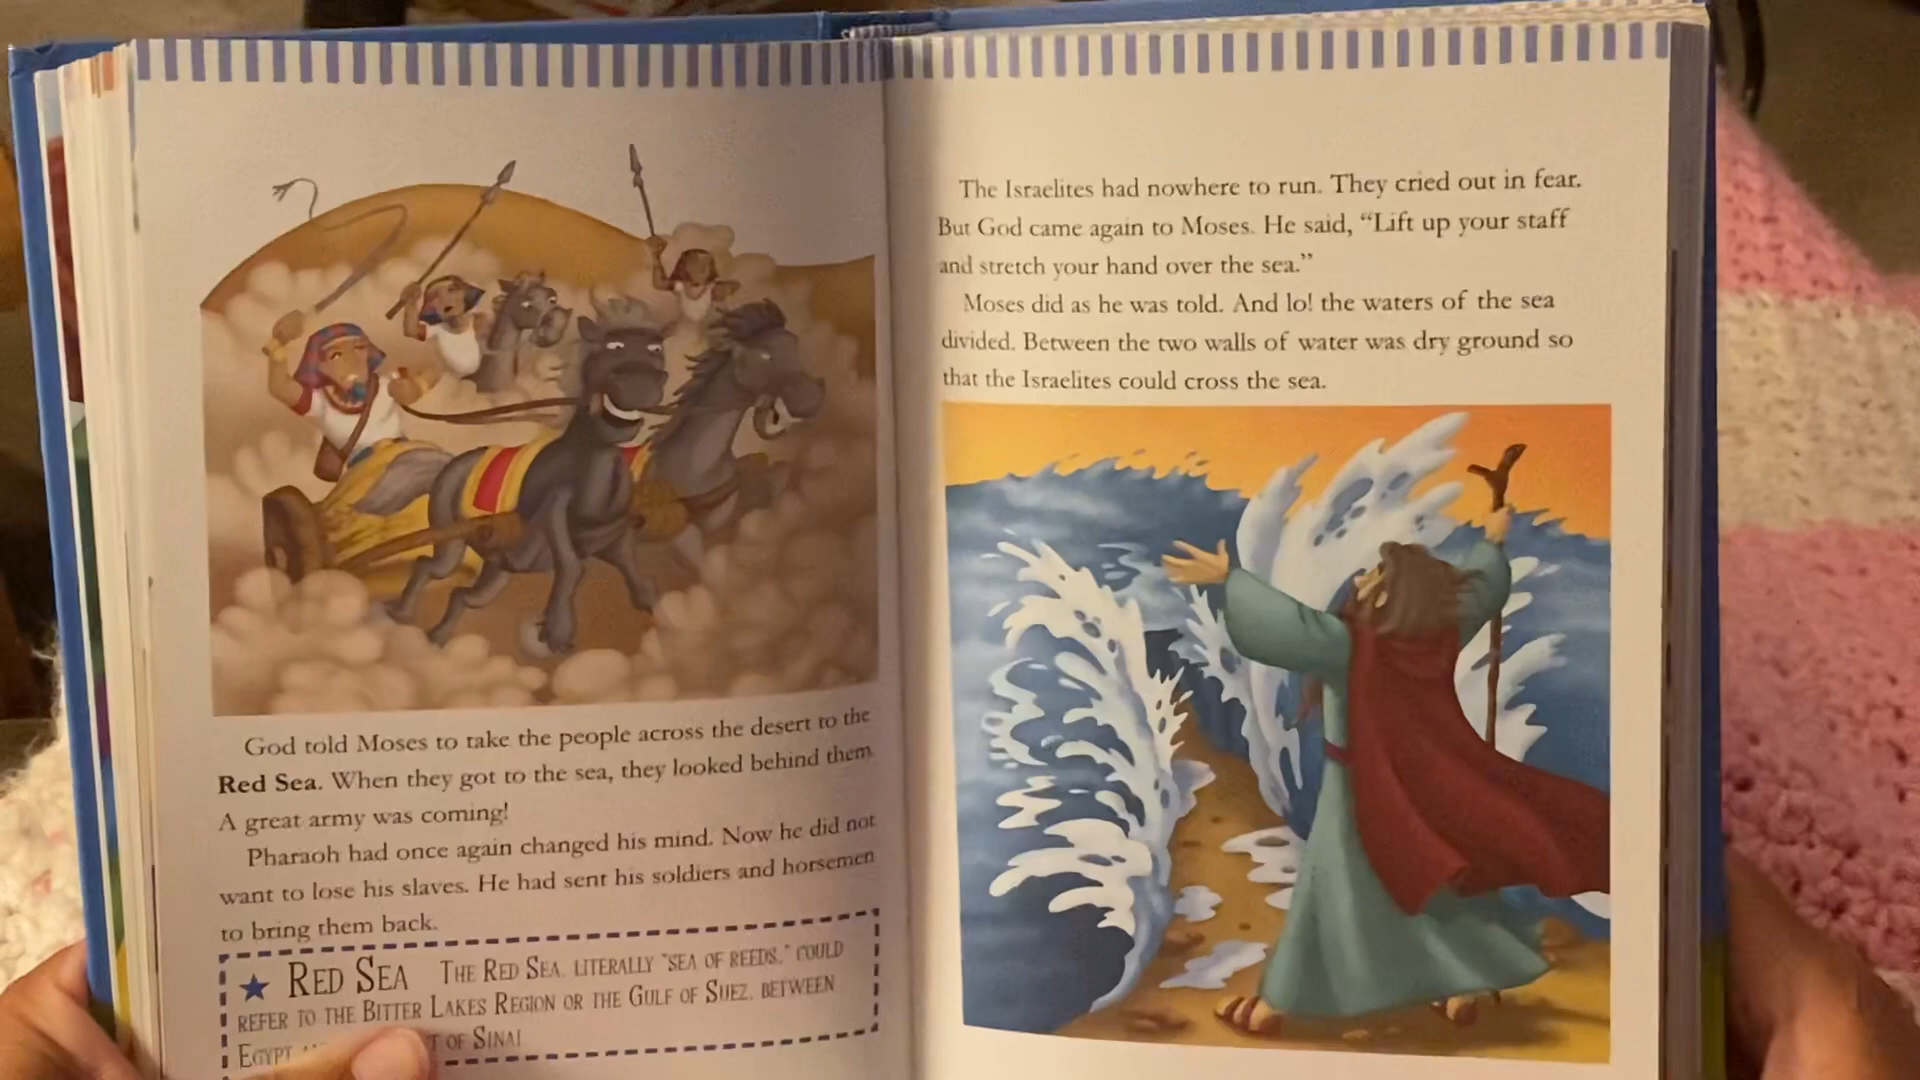 God told Moses to take the people across the desert to the
Red Sea. When they got to the sea, they looked behind them
A great army was coming!
Pharaoh had once again changed his mind. Now he did not
want to lose his slaves. He had sent his soldiers and horsemen
to bring them back.
RED SEA THE RED SEA, LITERALLY "SEA OF REEDS," COULD
REFER TO THE BITTER LAKES REGION OR THE GULF OF SUEZ, BETWEEN
EGYPT OF SINAI
The Israelites had nowhere to run. They cried out in fear.
But God came again to Moses. He said, “Lift up your staff
and stretch your hand over the sea.”
Moses did as he was told. And lo! the waters of the sea
divided. Between the two walls of water was dry ground so
that the Israelites could cross the sea.